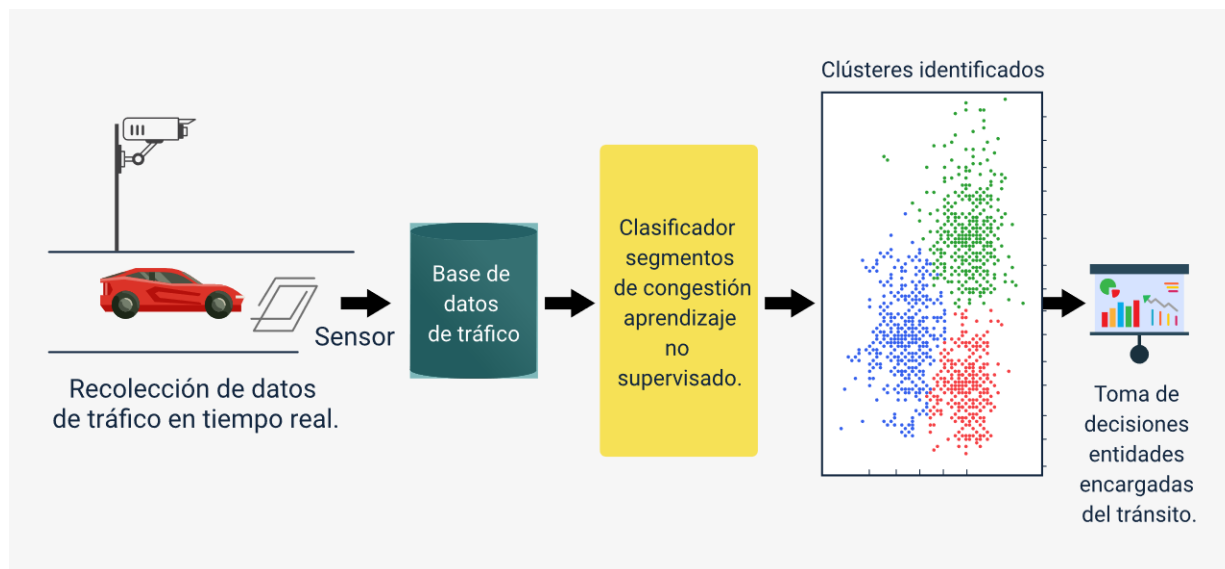 Clústeres identificados
Sensor
Recolección de datos
de tráfico en tiempo real.
Base de
datos
de tráfico
Clasificador
segmentos
de congestión
aprendizaje
no
supervisado.
Toma de
decisiones
entidades
encargadas
del tránsito.